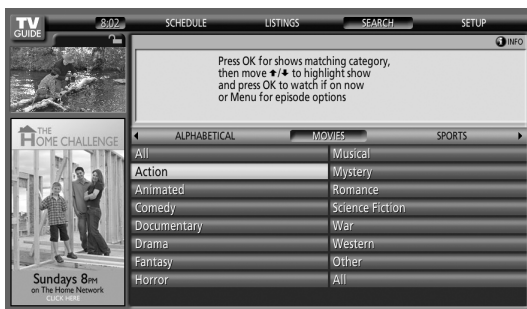 TV
GUIDE
8:02
SCHEDULE
LISTINGS
SEARCH
SETUP
i INFO
Press OK for shows matching category,
then move ↑/↓ to highlight show
and press OK to watch if on now
or Menu for episode options
THE
HOME CHALLENGE
Sundays 8PM
on The Home Network
CLICK HERE
ALPHABETICAL
MOVIES
SPORTS
All
Action
Animated
Comedy
Documentary
Drama
Fantasy
Horror
Musical
Mystery
Romance
Science Fiction
War
Western
Other
All